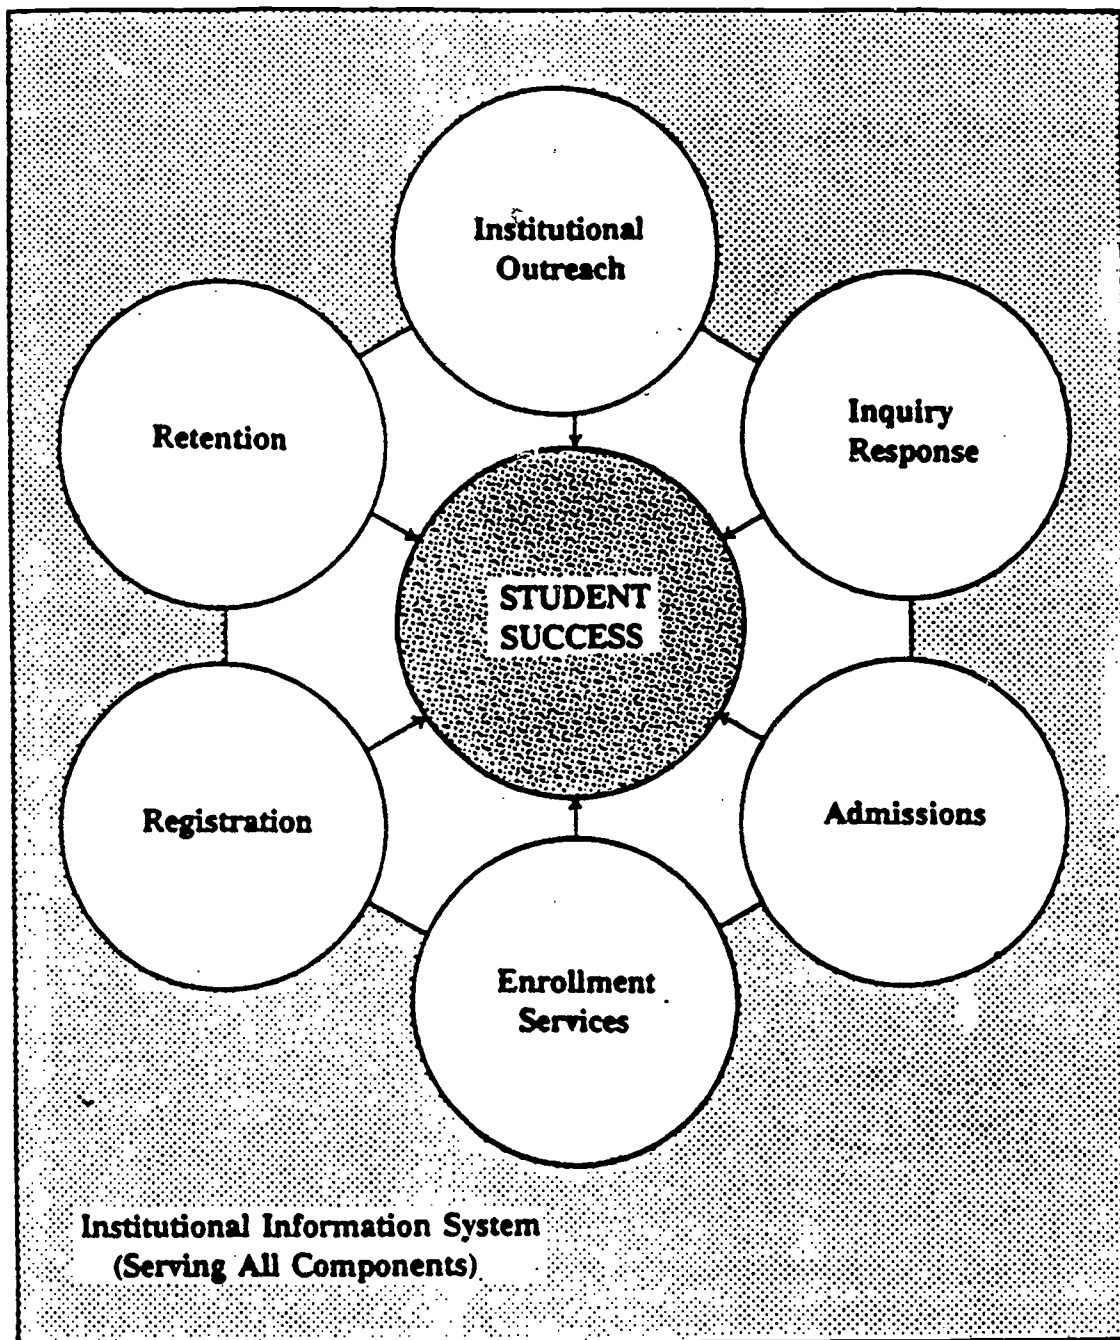 Institutional
Outreach
Retention
Inquiry
Response
STUDENT
SUCCESS
Registration
Admissions
Enrollment
Services
Institutional Information System
(Serving All Components)